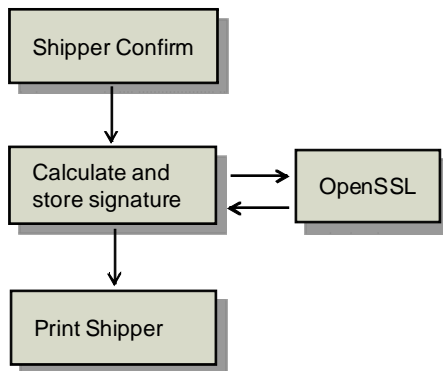 Shipper Confirm
Calculate and
store signature
OpenSSL
Print Shipper